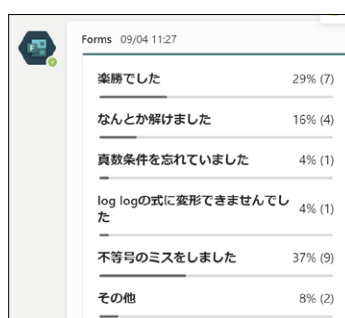 Forms 09/04 11:27
楽勝でした 29% (7)
なんとか解けました 16% (4)
真数条件を忘れていました 4% (1)
log logの式に変形できませんでし
た 4% (1)
不等号のミスをしました 37% (9)
その他 8% (2)